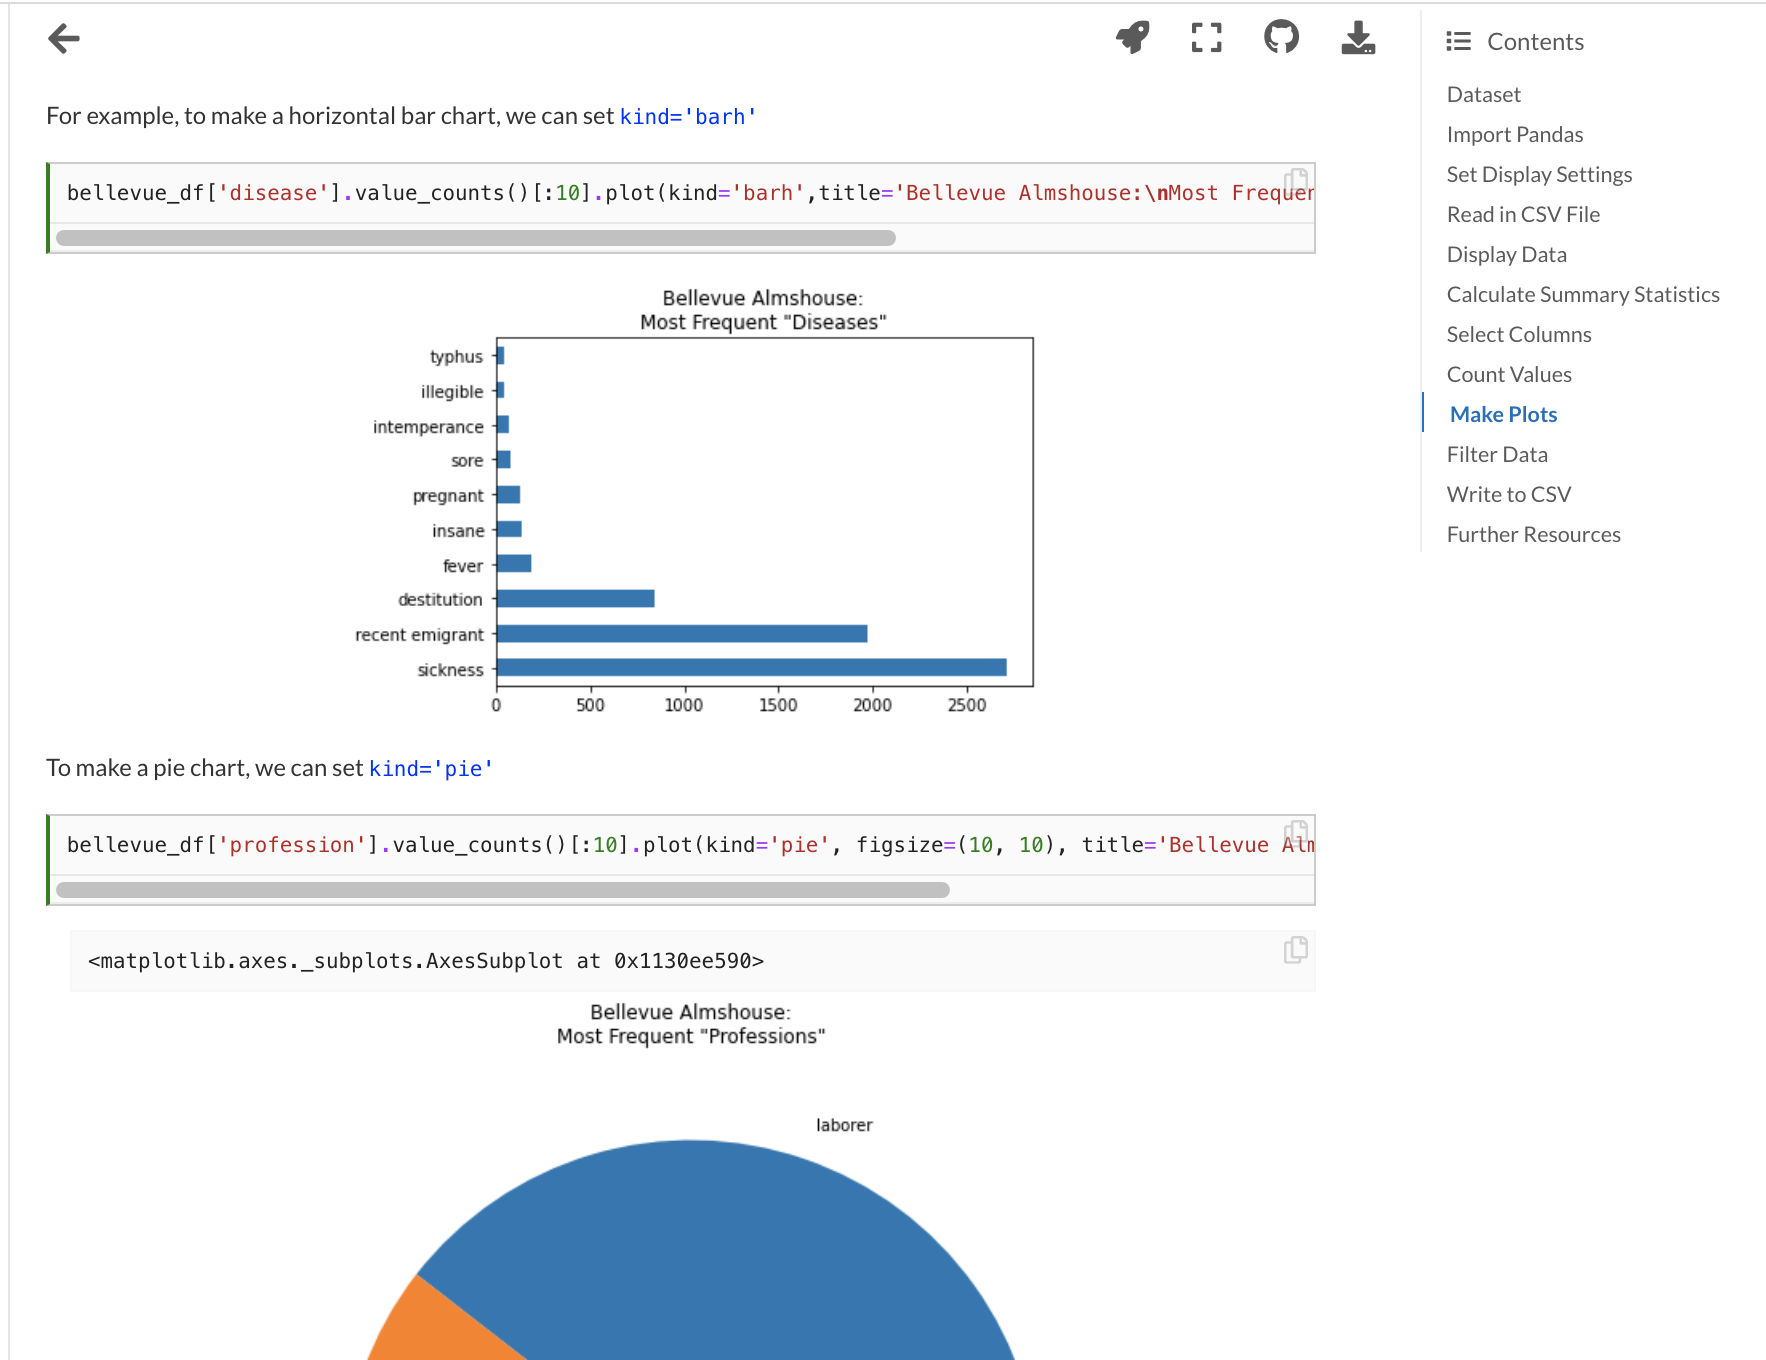 For example, to make a horizontal bar chart, we can set kind='barh'
bellevue_df['disease'].value_counts()[:10].plot(kind='barh',title='Bellevue Almshouse:\nMost Frequen
Bellevue Almshouse:
Most Frequent "Diseases"
typhus
illegible
intemperance
sore
pregnant
insane
fever
destitution
recent emigrant
sickness
0 500 1000 1500 2000 2500
To make a pie chart, we can set kind='pie'
bellevue_df['profession'].value_counts()[:10].plot(kind='pie', figsize=(10, 10), title='Bellevue Alm
<matplotlib.axes._subplots.AxesSubplot at 0x1130ee590>
Bellevue Almshouse:
Most Frequent "Professions"
laborer
Contents
Dataset
Import Pandas
Set Display Settings
Read in CSV File
Display Data
Calculate Summary Statistics
Select Columns
Count Values
Make Plots
Filter Data
Write to CSV
Further Resources